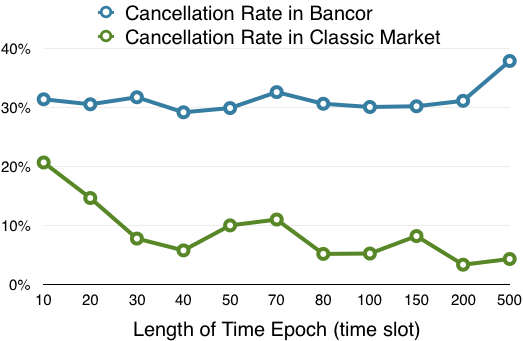 Cancellation Rate in Bancor
Cancellation Rate in Classic Market
40%
30%
20%
10%
0%
10 20 30 40 50 70 80 100 150 200 500
Length of Time Epoch (time slot)